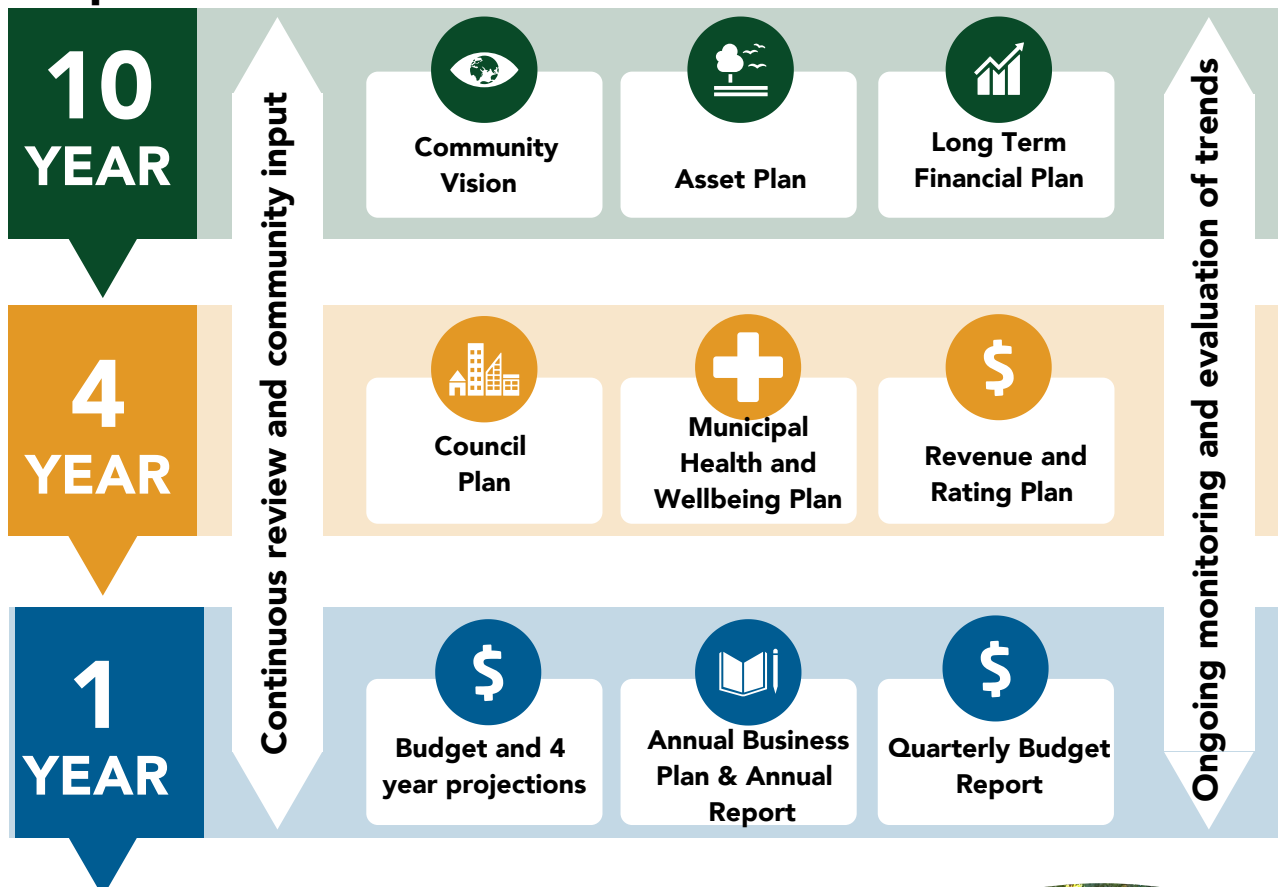 10
YEAR
Continuous review and community input
Community
Vision
Asset Plan
Long Term
Financial Plan
Ongoing monitoring and evaluation of trends
4
YEAR
Council
Plan
Municipal
Health and
Wellbeing Plan
Revenue and
Rating Plan
1
YEAR
Budget and 4
year projections
Annual Business
Plan & Annual
Report
Quarterly Budget
Report